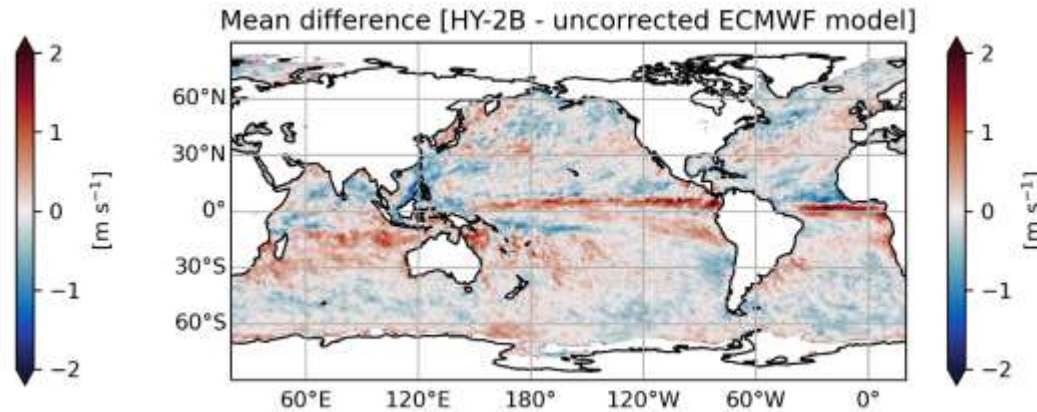 Mean difference [HY-2B - uncorrected ECMWF model]
2
1
0
−1
−2
[m s⁻¹]
60°N
30°N
0°
30°S
60°S
60°E 120°E 180° 120°W 60°W 0°
2
1
0
−1
−2
[m s⁻¹]